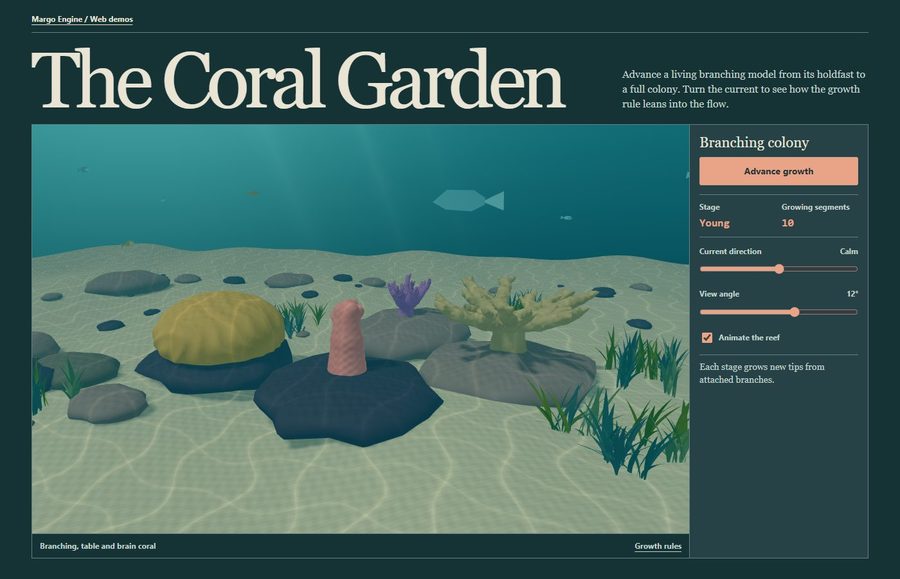 Margo Engine / Web demos
The Coral Garden
Advance a living branching model from its holdfast to
a full colony. Turn the current to see how the growth
rule leans into the flow.
Branching colony
Advance growth
Stage
Growing segments
Young
10
Current direction
Calm
View angle
12°
Animate the reef
Each stage grows new tips from
attached branches.
Branching, table and brain coral
Growth rules